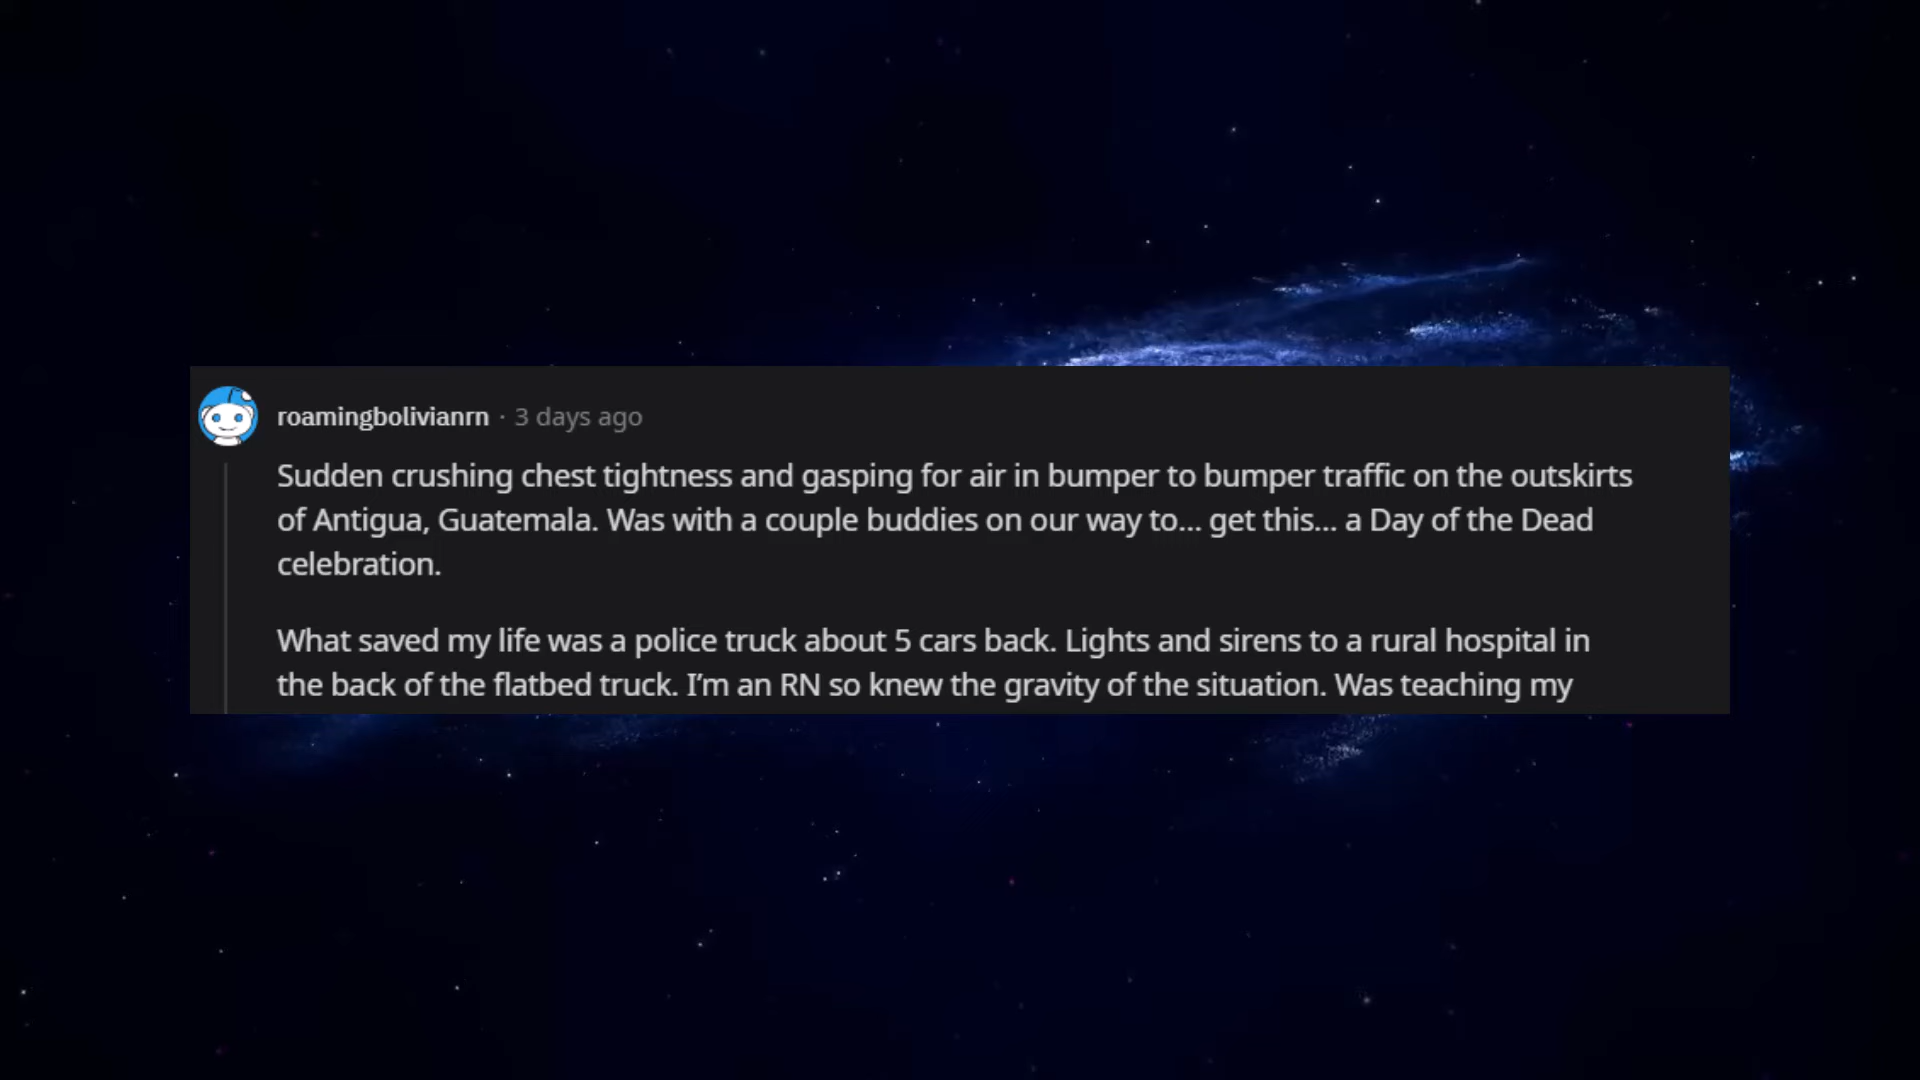 roamingbolivianrn · 3 days ago
Sudden crushing chest tightness and gasping for air in bumper to bumper traffic on the outskirts
of Antigua, Guatemala. Was with a couple buddies on our way to... get this... a Day of the Dead
celebration.
What saved my life was a police truck about 5 cars back. Lights and sirens to a rural hospital in
the back of the flatbed truck. I’m an RN so knew the gravity of the situation. Was teaching my